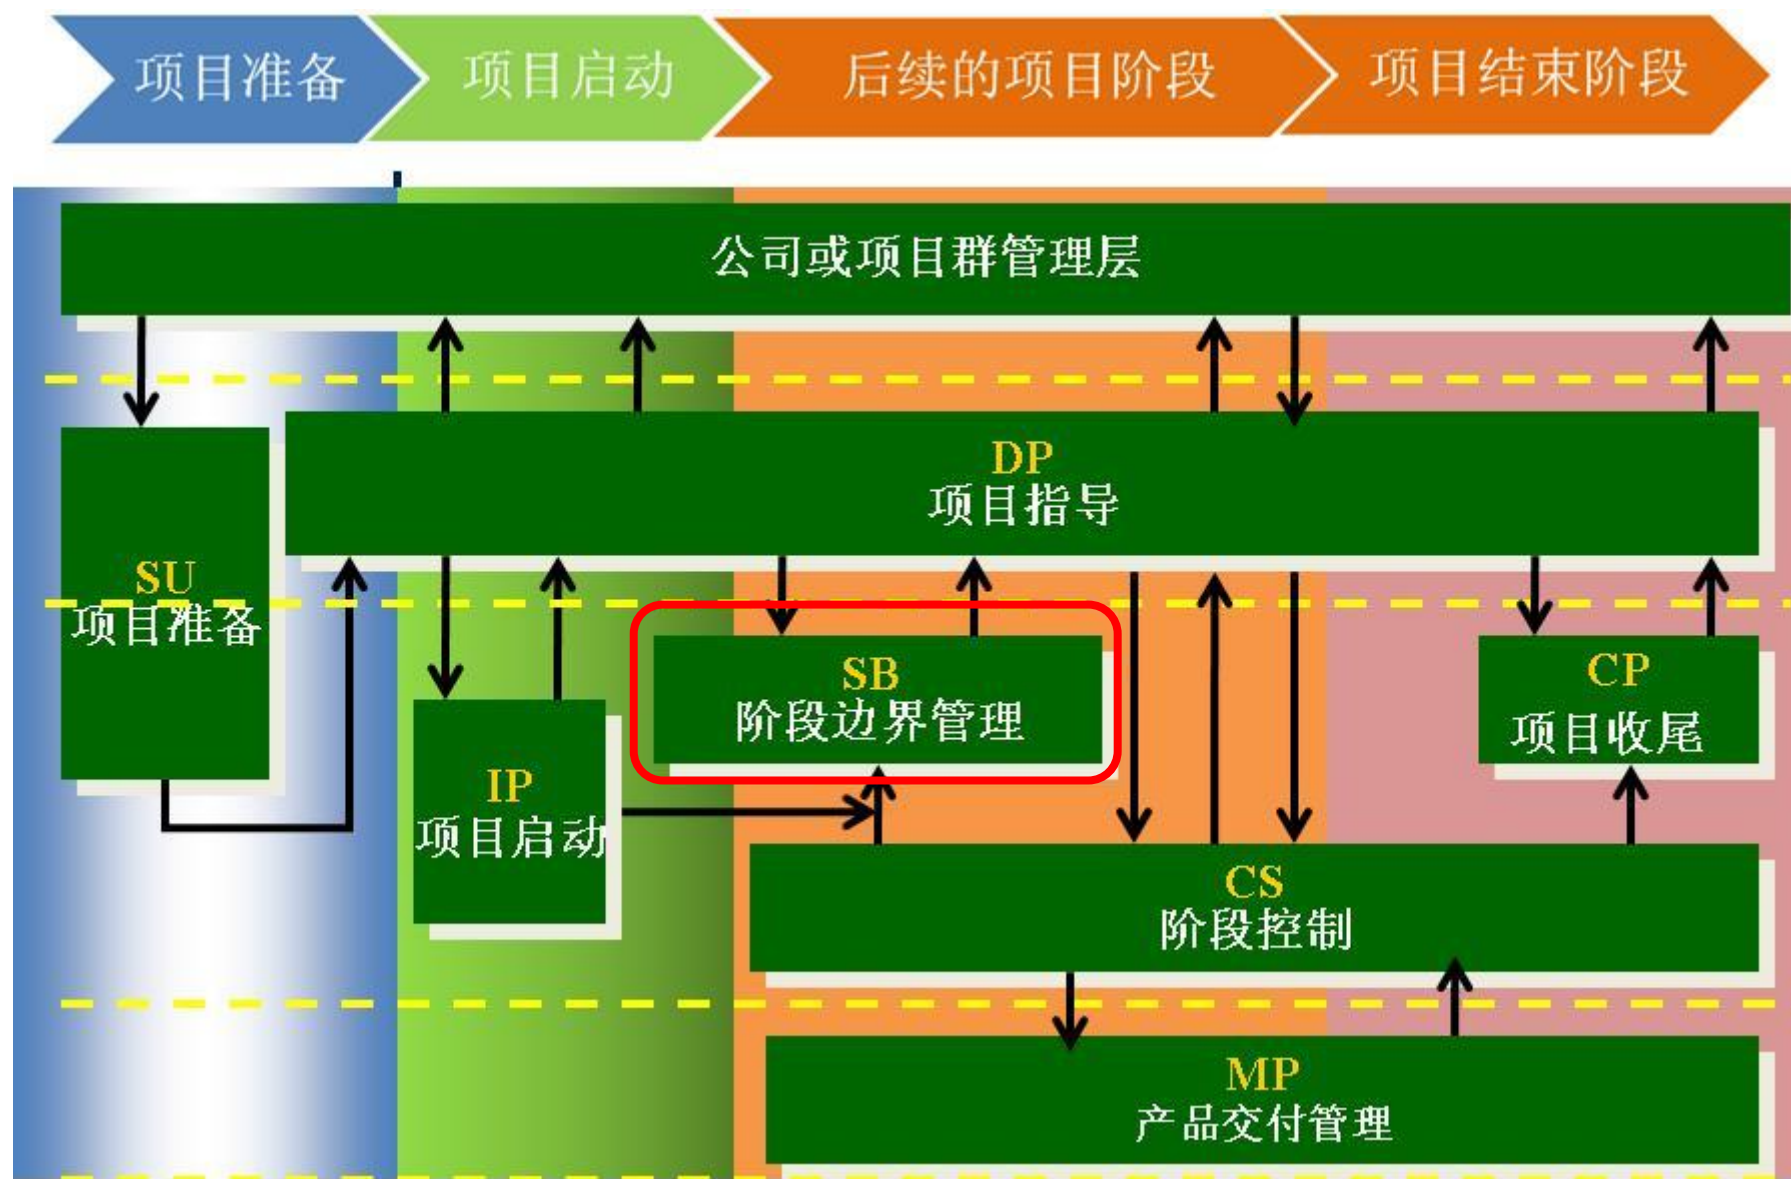 项目准备
项目启动
后续的项目阶段
项目结束阶段
公司或项目群管理层
DP
项目指导
SU
项目准备
SB
阶段边界管理
CP
项目收尾
IP
项目启动
CS
阶段控制
MP
产品交付管理